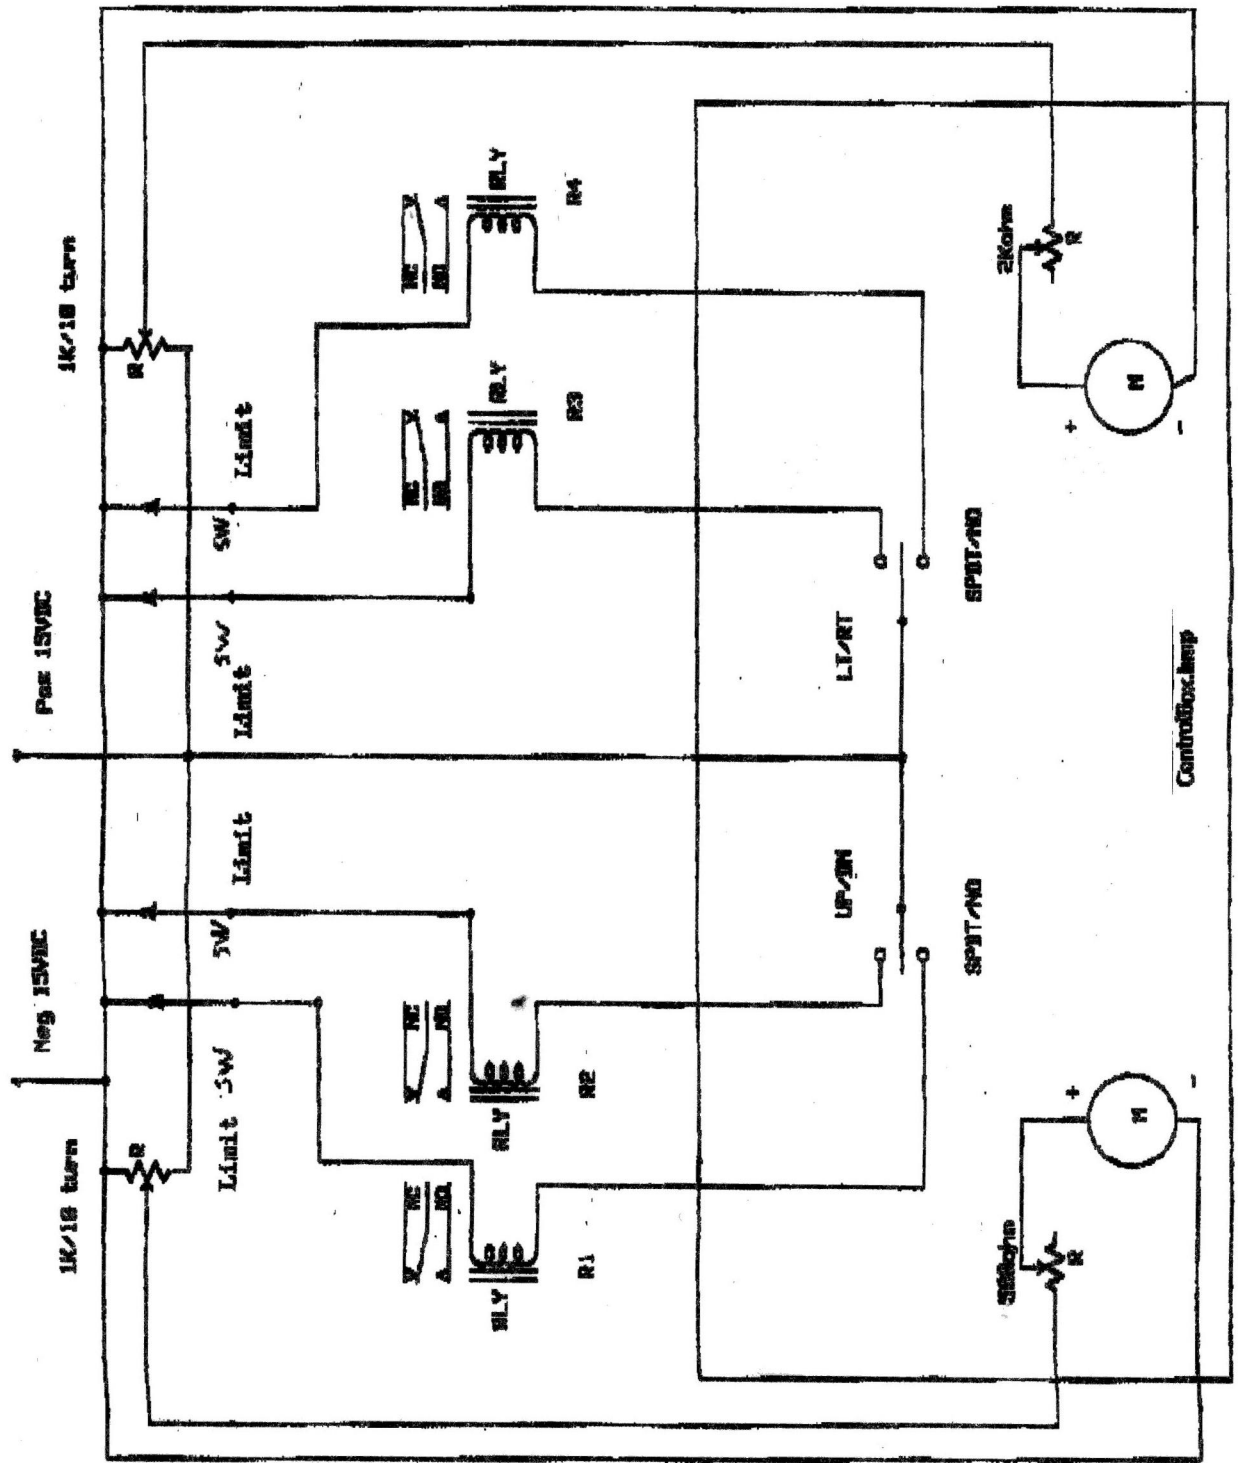 1K/10 turn
Neg 15VDC
Pos 15VDC
1K/10 turn
R
R
Limit SW
SW
Limit
SW
Limit
SW
Limit
NC
NO
NC
NO
NC
NO
NC
NO
RLY
RLY
RLY
RLY
R1
R2
R3
R4
UP/DN
LT/RT
SPDT/NO
SPDT/NO
500ohm
R
2Kohm
R
+
M
-
+
M
-
ControlBox.bmp